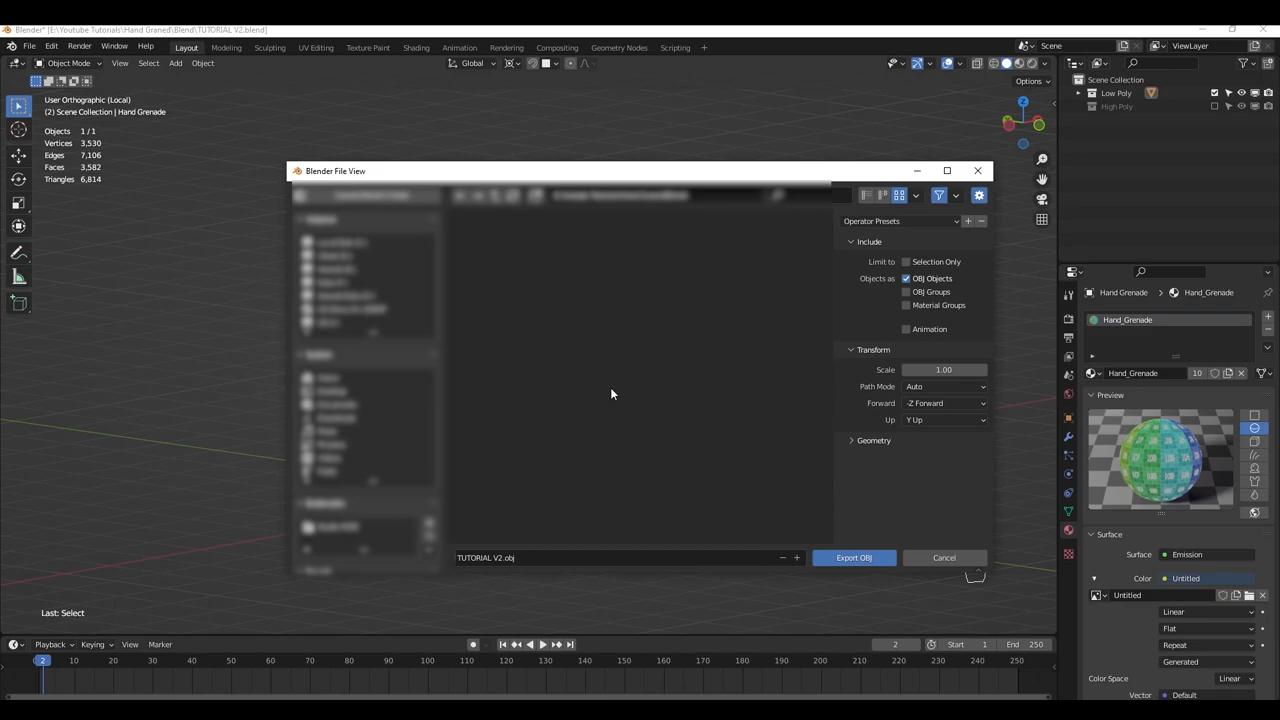 Blender* [E:\Youtube Tutorials\Hand Graned\Blend\TUTORIAL V2.blend]
File Edit Render Window Help Layout Modeling Sculpting UV Editing Texture Paint Shading Animation Rendering Compositing Geometry Nodes Scripting + Scene ViewLayer
Object Mode View Select Add Object Global
Options
User Orthographic (Local)
(2) Scene Collection | Hand Grenade
Objects 1 / 1
Vertices 3,530
Edges 7,106
Faces 3,582
Triangles 6,814
Z
Scene Collection
Low Poly
High Poly
Blender File View
Operator Presets
Include
Limit to Selection Only
Objects as OBJ Objects
OBJ Groups
Material Groups
Animation
Transform
Scale 1.00
Path Mode Auto
Forward -Z Forward
Up Y Up
Geometry
TUTORIAL V2.obj
Export OBJ
Cancel
Hand Grenade > Hand_Grenade
Hand_Grenade
Hand_Grenade 10
Preview
Surface
Surface Emission
Color Untitled
Untitled
Linear
Flat
Repeat
Generated
Color Space Linear
Vector Default
Last: Select
Playback Keying View Marker
2 Start 1 End 250
2 10 20 30 40 50 60 70 80 90 100 110 120 130 140 150 160 170 180 190 200 210 220 230 240 250